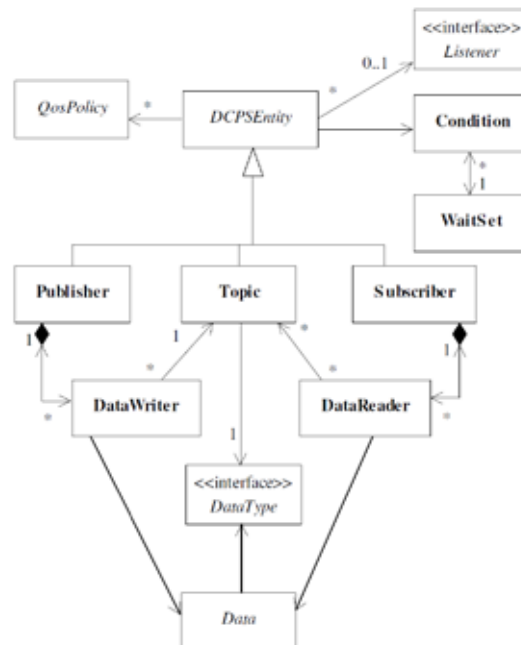 <<interface>>
Listener
*
0..1
QosPolicy
*
DCPSEntity
Condition
*
1
WaitSet
Publisher
Topic
Subscriber
1
1
*
1
*
*
*
*
DataWriter
DataReader
1
<<interface>>
DataType
Data